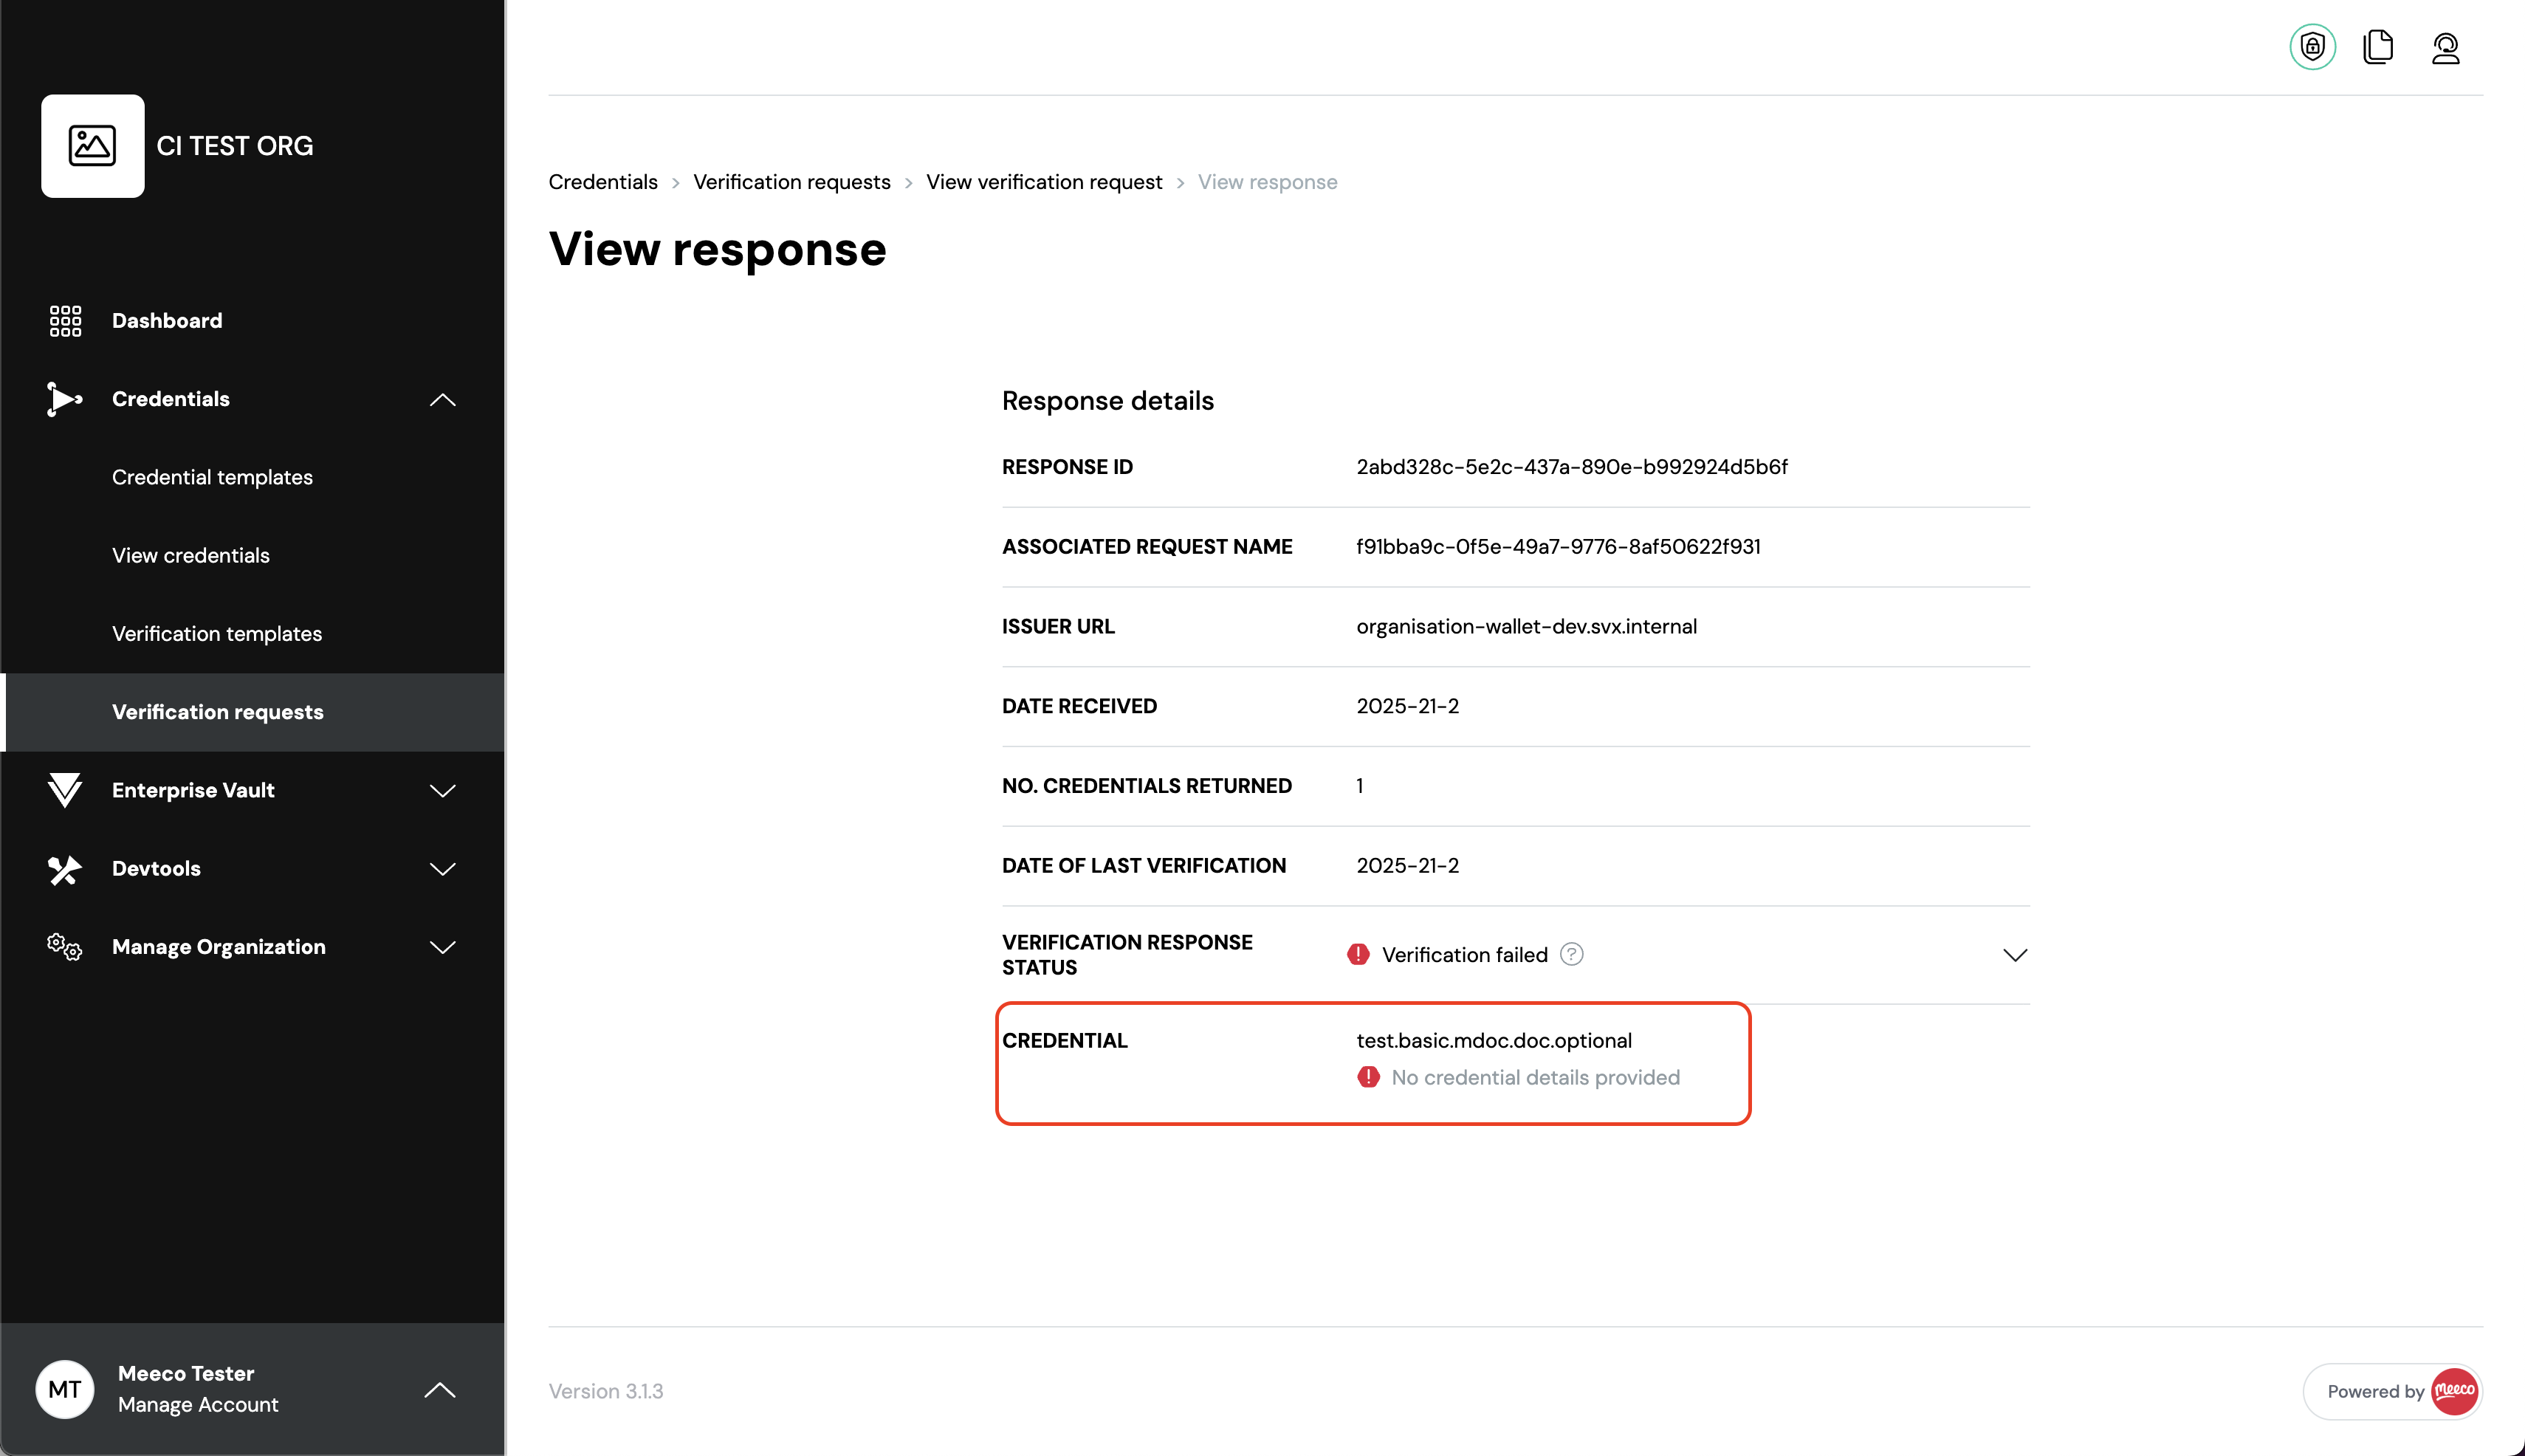 CI TEST ORG
Dashboard
Credentials
Credential templates
View credentials
Verification templates
Verification requests
Enterprise Vault
Devtools
Manage Organization
MT
Meeco Tester
Manage Account
Credentials > Verification requests > View verification request > View response
View response
Response details
RESPONSE ID 2abd328c-5e2c-437a-890e-b992924d5b6f
ASSOCIATED REQUEST NAME f91bba9c-0f5e-49a7-9776-8af50622f931
ISSUER URL organisation-wallet-dev.svx.internal
DATE RECEIVED 2025-21-2
NO. CREDENTIALS RETURNED 1
DATE OF LAST VERIFICATION 2025-21-2
VERIFICATION RESPONSE
STATUS
! Verification failed ?
CREDENTIAL test.basic.mdoc.doc.optional
! No credential details provided
Version 3.1.3
Powered by meeco